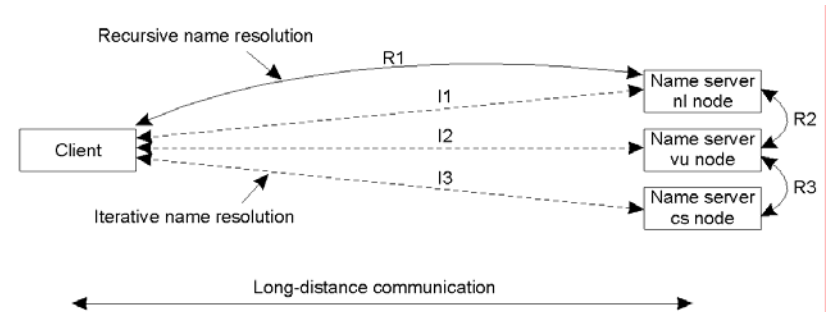 Recursive name resolution
R1
Name server
nl node
I1
R2
Client
I2
Name server
vu node
I3
R3
Name server
cs node
Iterative name resolution
Long-distance communication